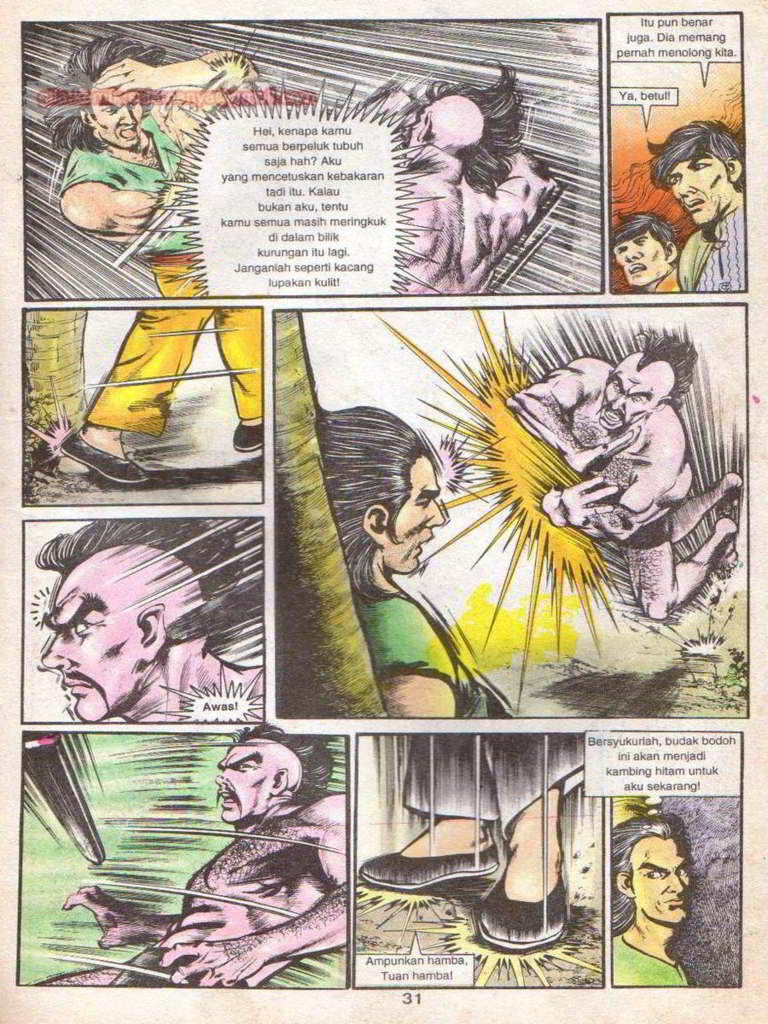 Hei, kenapa kamu
semua berpeluk tubuh
saja hah? Aku
yang mencetuskan kebakaran
tadi itu. Kalau
bukan aku, tentu
kamu semua masih meringkuk
di dalam bilik
kurungan itu lagi.
Janganlah seperti kacang
lupakan kulit!
Itu pun benar
juga. Dia memang
pernah menolong kita.
Ya, betul!
Awas!
Ampunkan hamba,
Tuan hamba!
Bersyukurlah, budak bodoh
ini akan menjadi
kambing hitam untuk
aku sekarang!
31